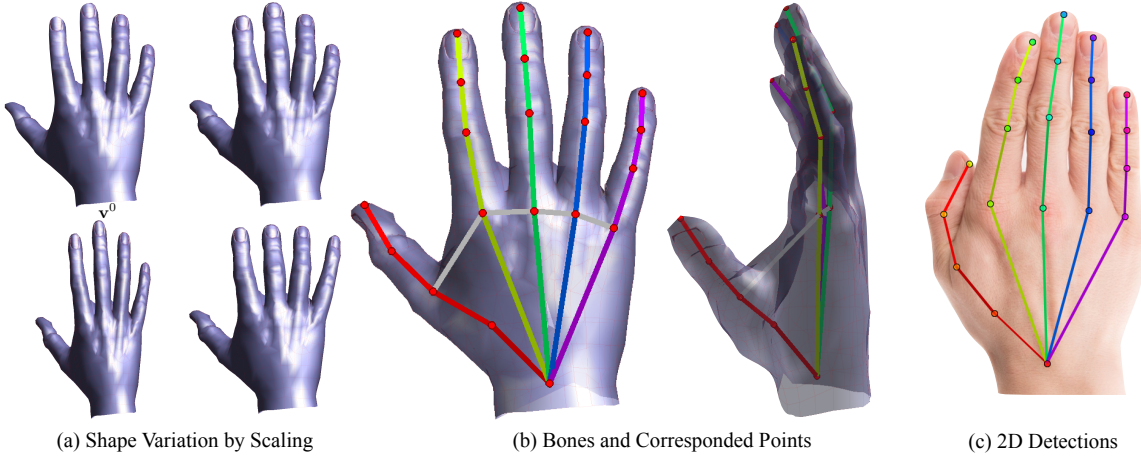 v⁰
(a) Shape Variation by Scaling
(b) Bones and Corresponded Points
(c) 2D Detections